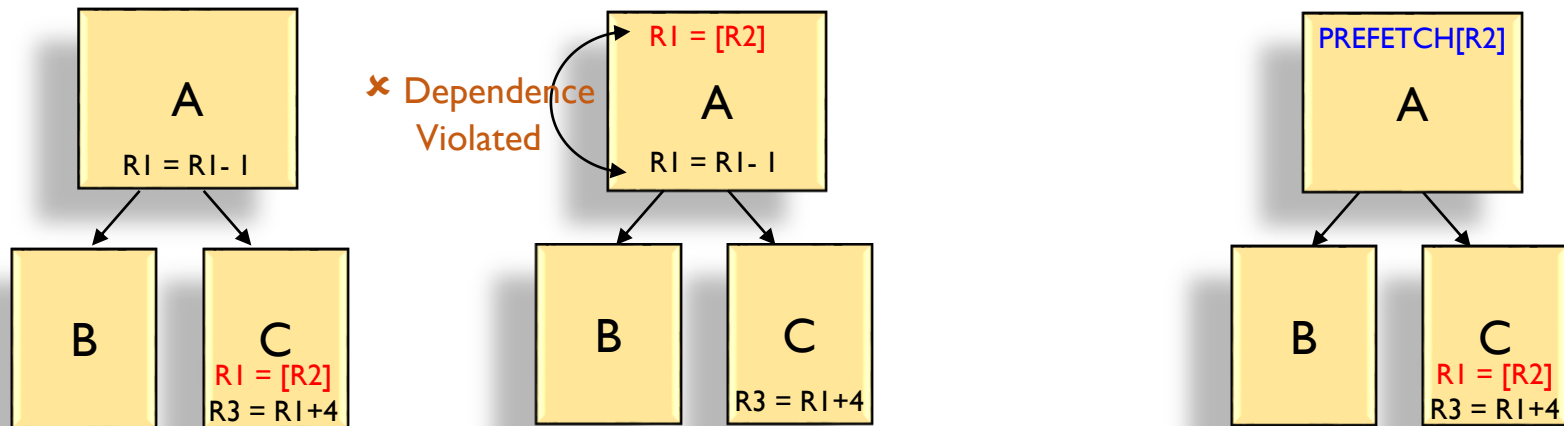 A
R1 = R1- 1
B
C
R1 = [R2]
R3 = R1+4
✘ Dependence
Violated
R1 = [R2]
A
R1 = R1- 1
B
C
R3 = R1+4
PREFETCH[R2]
A
B
C
R1 = [R2]
R3 = R1+4